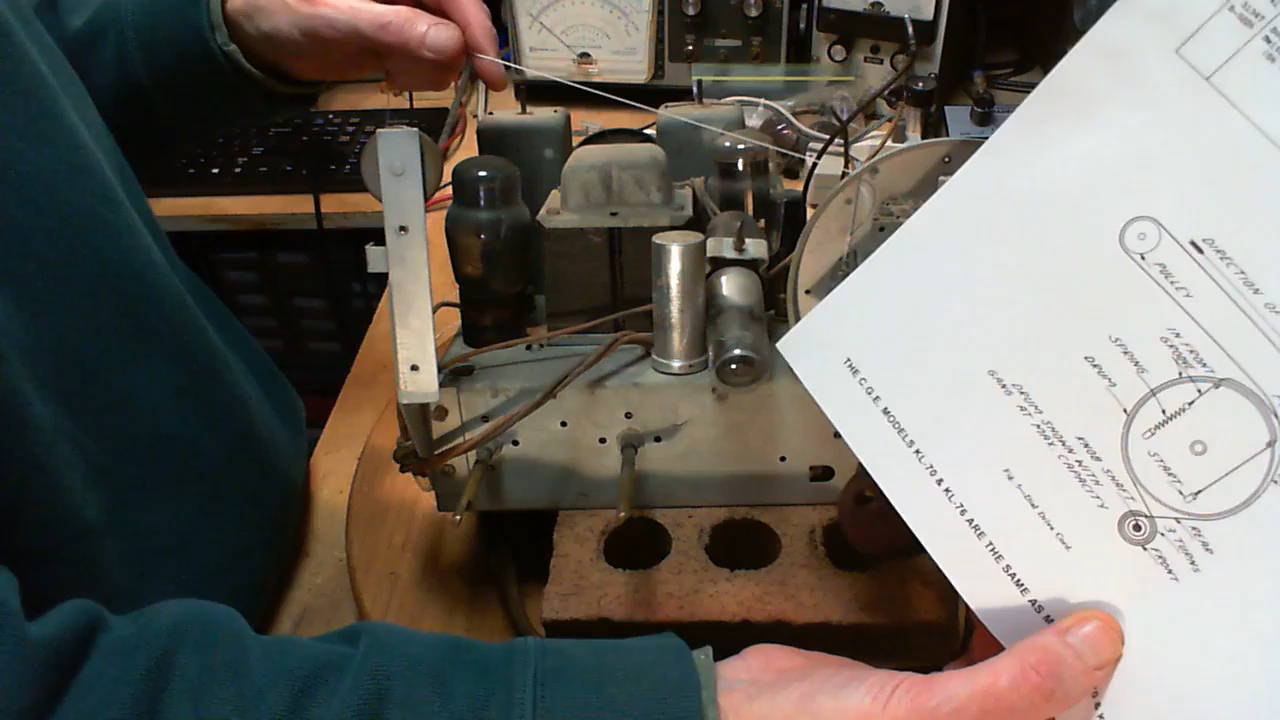 DIRECTION OF
PULLEY
IN FRONT
GROOVE
SPRING
DRUM
DRUM SHOWN WITH
GANG AT MAX CAPACITY
START
KNOB SHAFT
REAR
3 TURNS
FRONT
Fig. 5—Dial Drive Cord.
THE C.G.E. MODELS KL-70 & KL-76 ARE THE SAME AS M